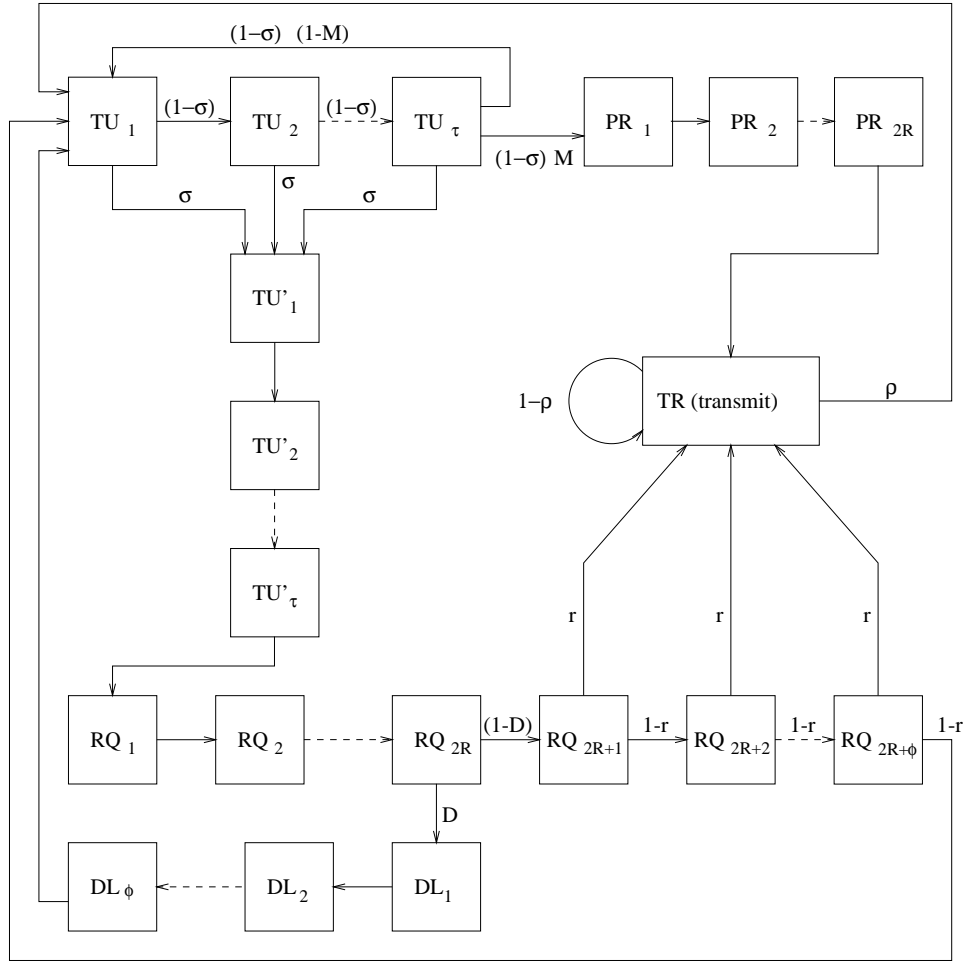 (1−σ) (1-M)
TU 1
(1−σ)
TU 2
(1−σ)
TU τ
(1−σ) M
PR 1
PR 2
PR 2R
σ
σ
σ
TU' 1
1−ρ
TR (transmit)
ρ
TU' 2
TU' τ
r
r
r
RQ 1
RQ 2
RQ 2R
(1-D)
RQ 2R+1
1-r
RQ 2R+2
1-r
RQ 2R+ϕ
1-r
D
DL ϕ
DL 2
DL 1